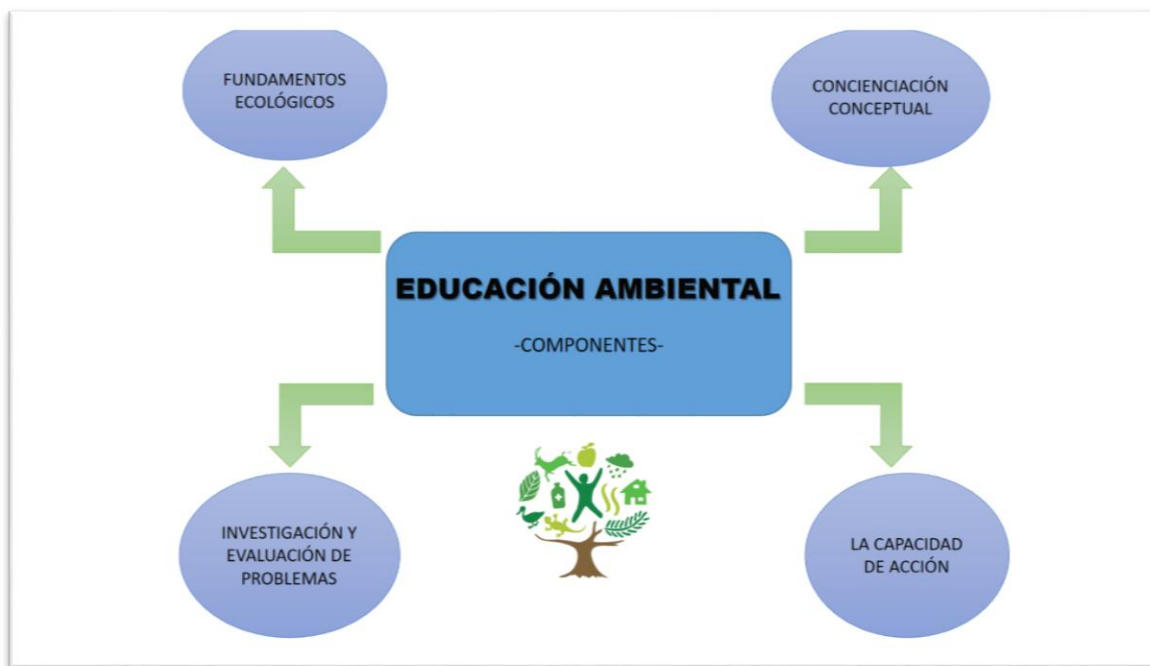 FUNDAMENTOS
ECOLÓGICOS
CONCIENCIACIÓN
CONCEPTUAL
EDUCACIÓN AMBIENTAL
-COMPONENTES-
INVESTIGACIÓN Y
EVALUACIÓN DE
PROBLEMAS
LA CAPACIDAD
DE ACCIÓN